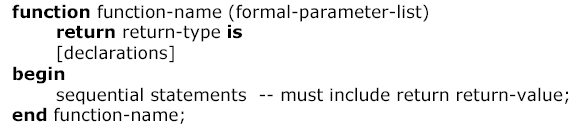 function function-name (formal-parameter-list)
return return-type is
[declarations]
begin
sequential statements -- must include return return-value;
end function-name;